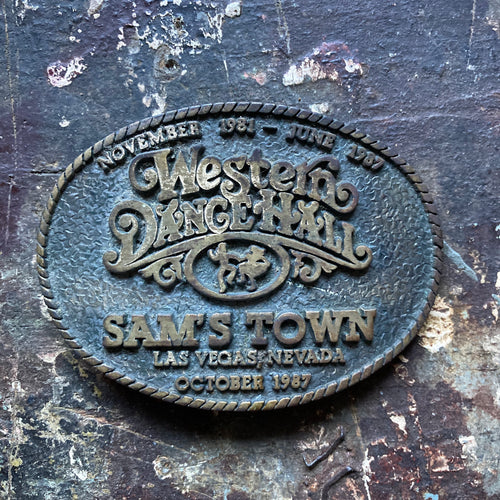 NOVEMBER 1981 - JUNE 1987
Western
DANCE HALL
SAM'S TOWN
LAS VEGAS, NEVADA
OCTOBER 1987